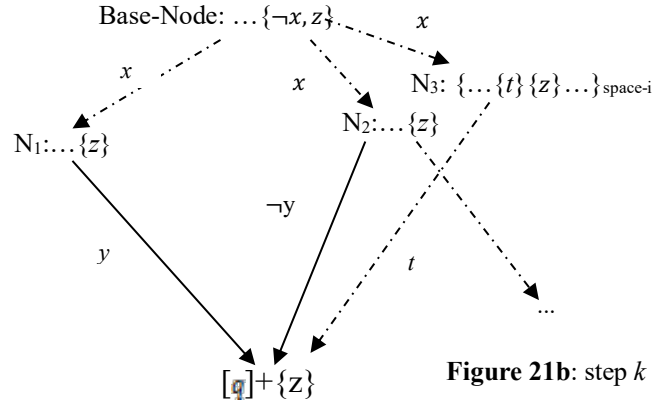 Base-Node: …{¬x, z}
x
x
x
N₃: {…{t} {z}…}space-i
N₁:…{z}
N₂:…{z}
¬y
y
t
...
[q]+{z}
Figure 21b: step k